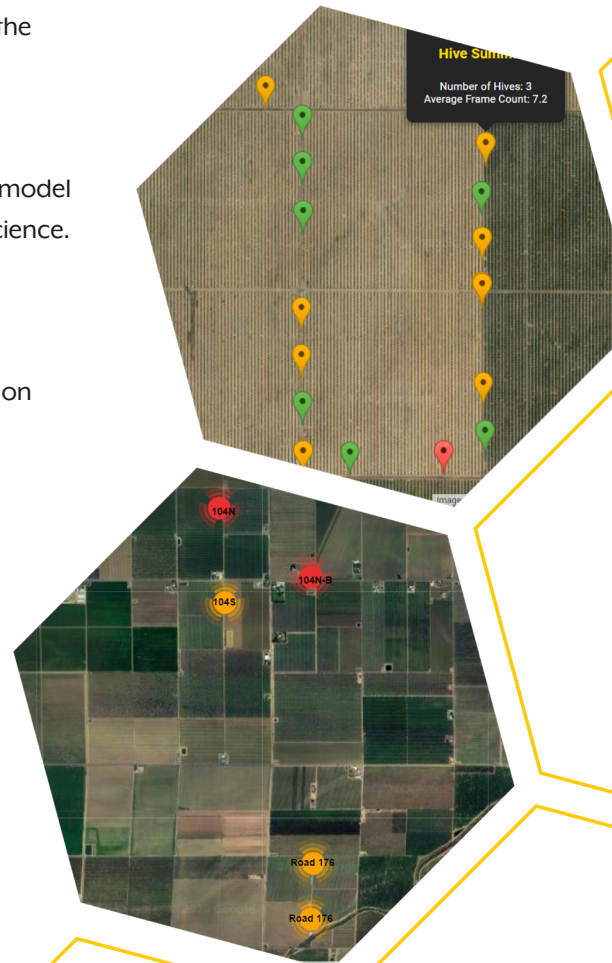 the
model
cience.
on
Hive Summ
Number of Hives: 3
Average Frame Count: 7.2
Image
104N
104N-B
104S
Road 176
Road 176